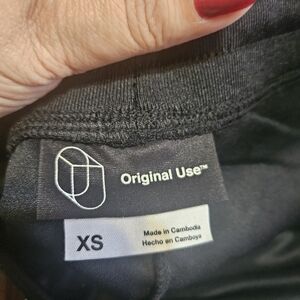 Original Use™
XS
Made in Cambodia
Hecho en Camboya